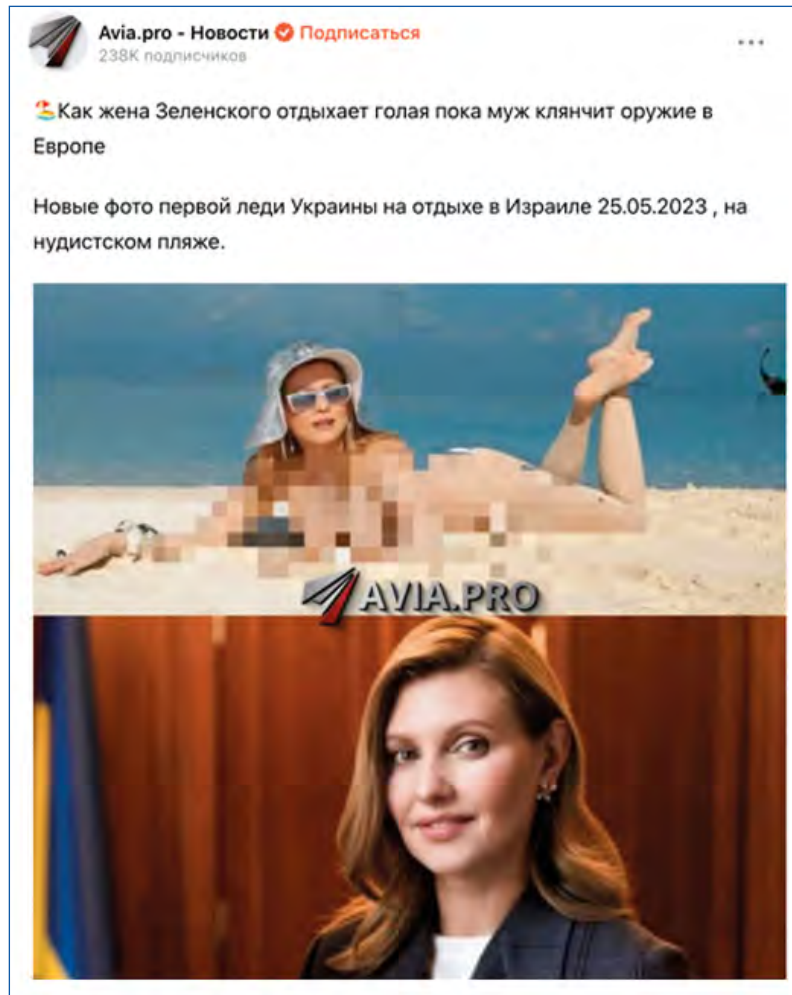 Avia.pro - Новости Подписаться
238K подписчиков
Как жена Зеленского отдыхает голая пока муж клянчит оружие в
Европе
Новые фото первой леди Украины на отдыхе в Израиле 25.05.2023 , на
нудистском пляже.
AVIA.PRO